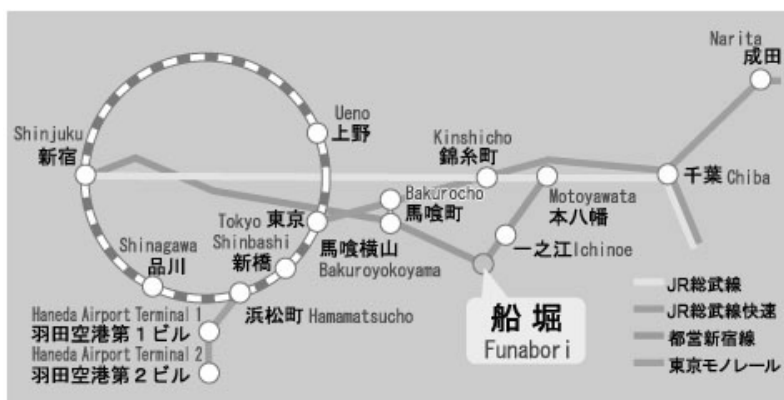 Narita
成田
Ueno
上野
Shinjuku
新宿
Kinshicho
錦糸町
千葉 Chiba
Bakurocho
馬喰町
Motoyawata
本八幡
Tokyo 東京
Shinbashi
新橋
馬喰横山
Bakuroyokoyama
一之江 Ichinoe
Shinagawa
品川
船堀
Funabori
浜松町 Hamamatsucho
Haneda Airport Terminal 1
羽田空港第1ビル
Haneda Airport Terminal 2
羽田空港第2ビル
JR総武線
JR総武線快速
都営新宿線
東京モノレール